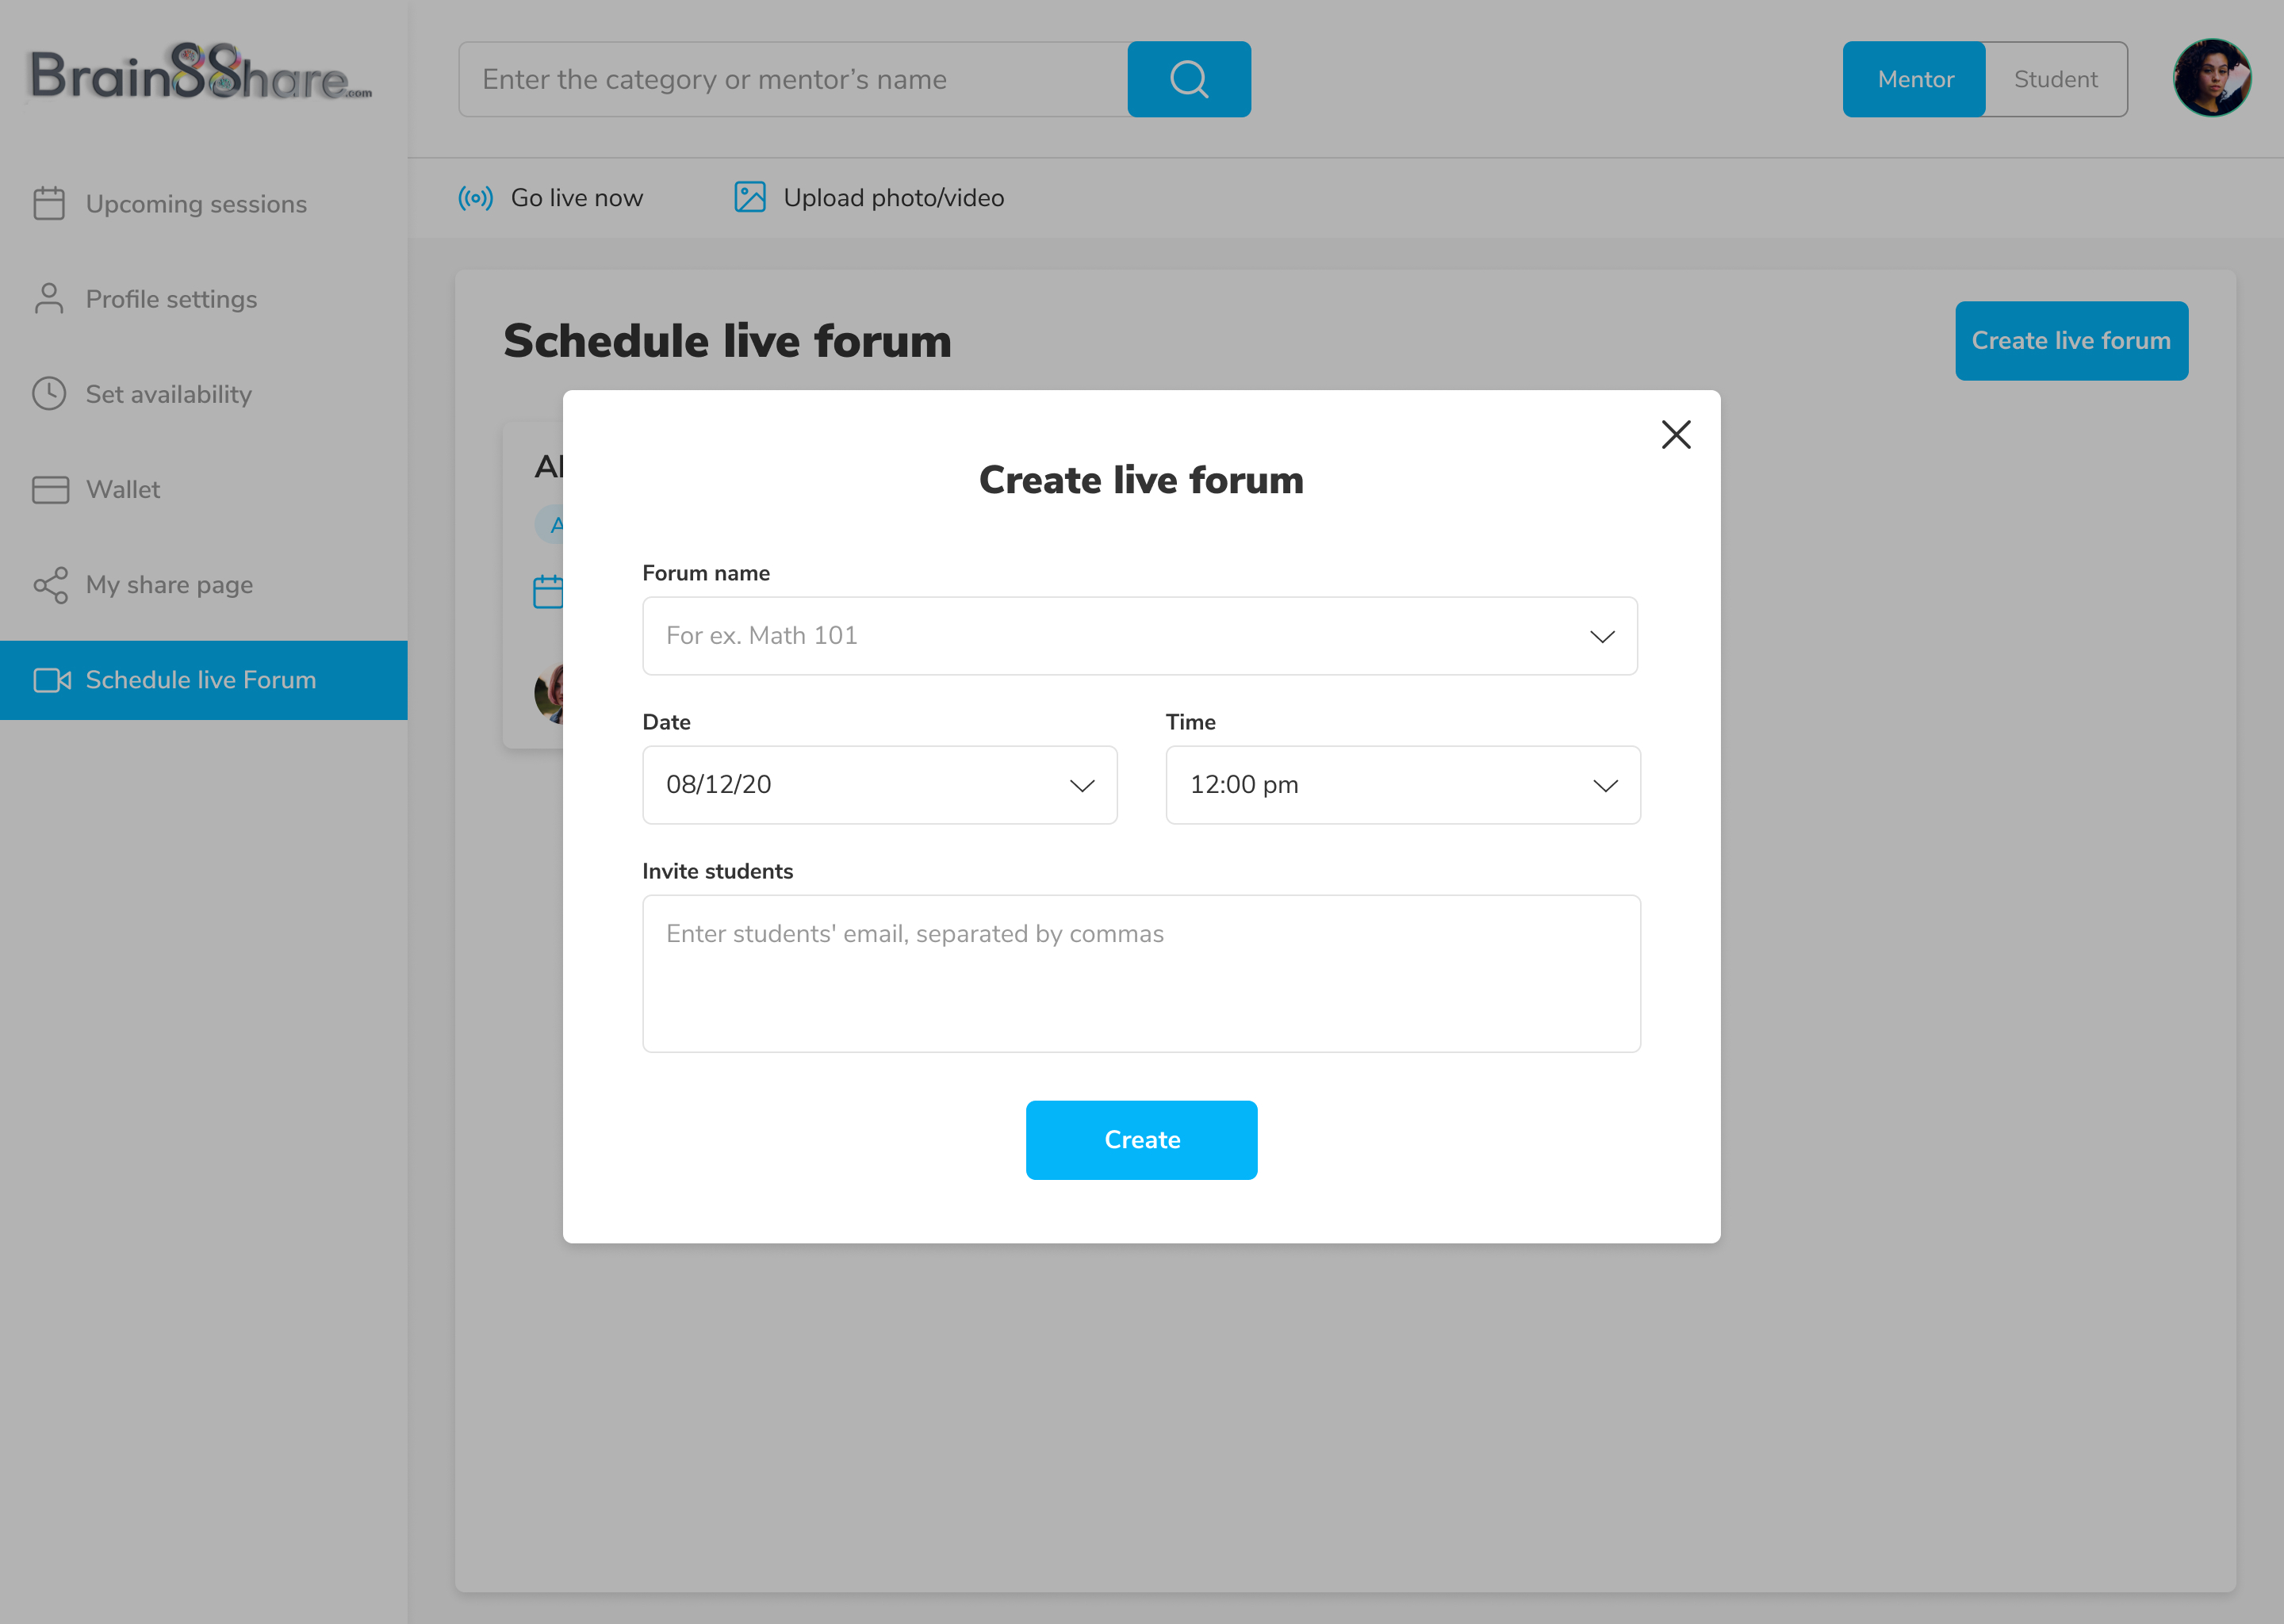 Brain88hare.com
Enter the category or mentor’s name
Mentor
Student
Upcoming sessions
Profile settings
Set availability
Wallet
My share page
Schedule live Forum
Go live now
Upload photo/video
Schedule live forum
Create live forum
Create live forum
Forum name
For ex. Math 101
Date
Time
08/12/20
12:00 pm
Invite students
Enter students' email, separated by commas
Create